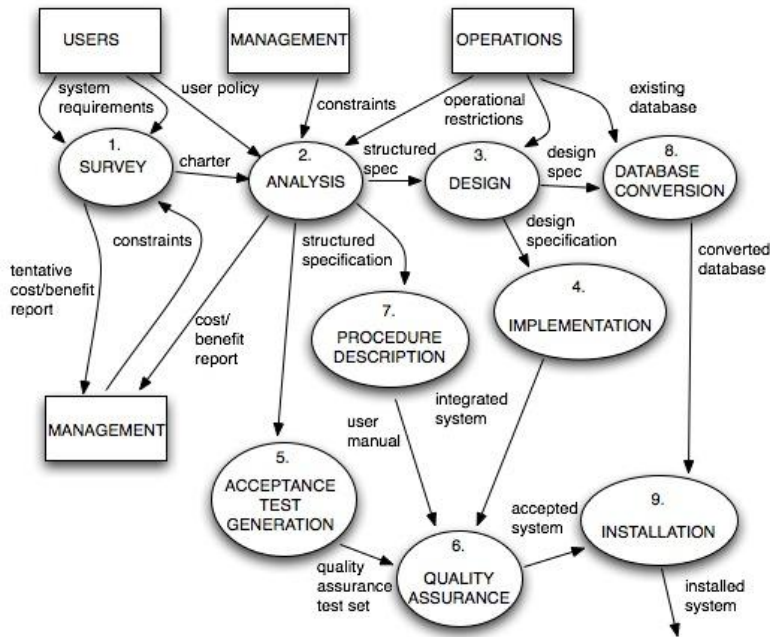 USERS
MANAGEMENT
OPERATIONS
system
requirements
user policy
constraints
operational
restrictions
existing
database
1.
SURVEY
charter
2.
ANALYSIS
structured
spec
3.
DESIGN
design
spec
8.
DATABASE
CONVERSION
tentative
cost/benefit
report
constraints
structured
specification
design
specification
converted
database
cost/
benefit
report
7.
PROCEDURE
DESCRIPTION
4.
IMPLEMENTATION
MANAGEMENT
user
manual
integrated
system
5.
ACCEPTANCE
TEST
GENERATION
quality
assurance
test set
6.
QUALITY
ASSURANCE
accepted
system
9.
INSTALLATION
installed
system